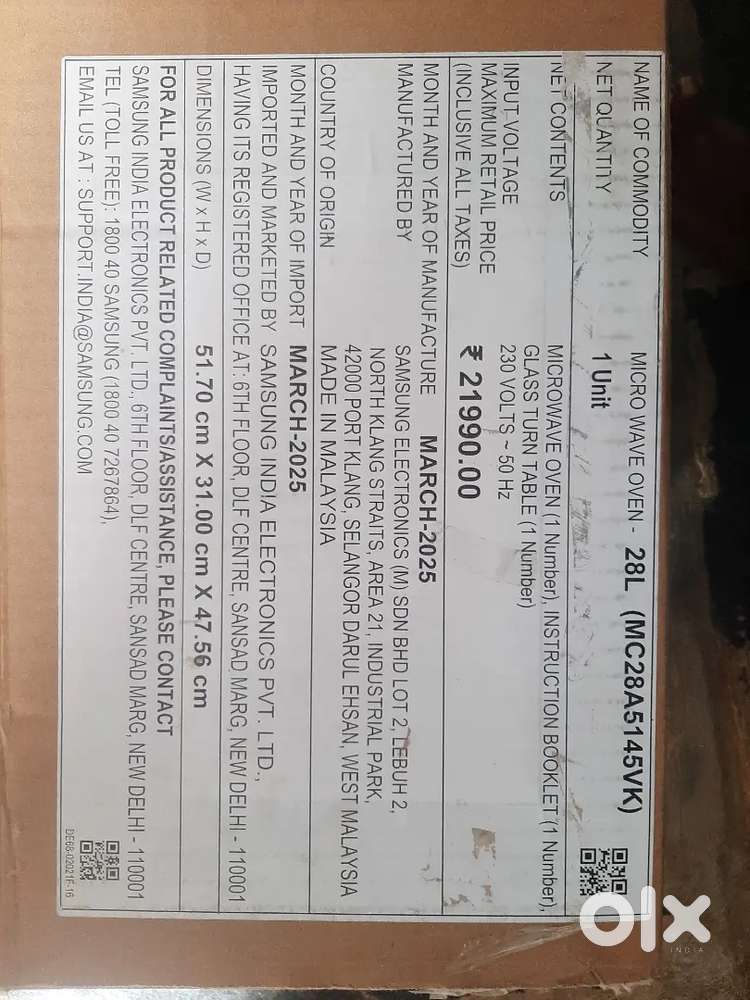 NAME OF COMMODITY MICRO WAVE OVEN - 28L (MC28A5145VK)
NET QUANTITY 1 Unit
NET CONTENTS MICROWAVE OVEN (1 Number), INSTRUCTION BOOKLET (1 Number),
GLASS TURN TABLE (1 Number)
INPUT VOLTAGE 230 VOLTS ~ 50 Hz
MAXIMUM RETAIL PRICE ₹ 21990.00
(INCLUSIVE ALL TAXES)
MONTH AND YEAR OF MANUFACTURE MARCH-2025
MANUFACTURED BY SAMSUNG ELECTRONICS (M) SDN BHD LOT 2, LEBUH 2,
NORTH KLANG STRAITS, AREA 21, INDUSTRIAL PARK,
42000 PORT KLANG, SELANGOR DARUL EHSAN, WEST MALAYSIA
COUNTRY OF ORIGIN MADE IN MALAYSIA
MONTH AND YEAR OF IMPORT MARCH-2025
IMPORTED AND MARKETED BY SAMSUNG INDIA ELECTRONICS PVT. LTD.,
HAVING ITS REGISTERED OFFICE AT: 6TH FLOOR, DLF CENTRE, SANSAD MARG, NEW DELHI - 110001
DIMENSIONS (W x H x D) 51.70 cm X 31.00 cm X 47.56 cm
FOR ALL PRODUCT RELATED COMPLAINTS/ASSISTANCE, PLEASE CONTACT
SAMSUNG INDIA ELECTRONICS PVT. LTD., 6TH FLOOR, DLF CENTRE, SANSAD MARG, NEW DELHI - 110001
TEL (TOLL FREE): 1800 40 SAMSUNG (1800 40 7267864),
EMAIL US AT : SUPPORT.INDIA@SAMSUNG.COM
DE68-02021F-16
olx
INDIA